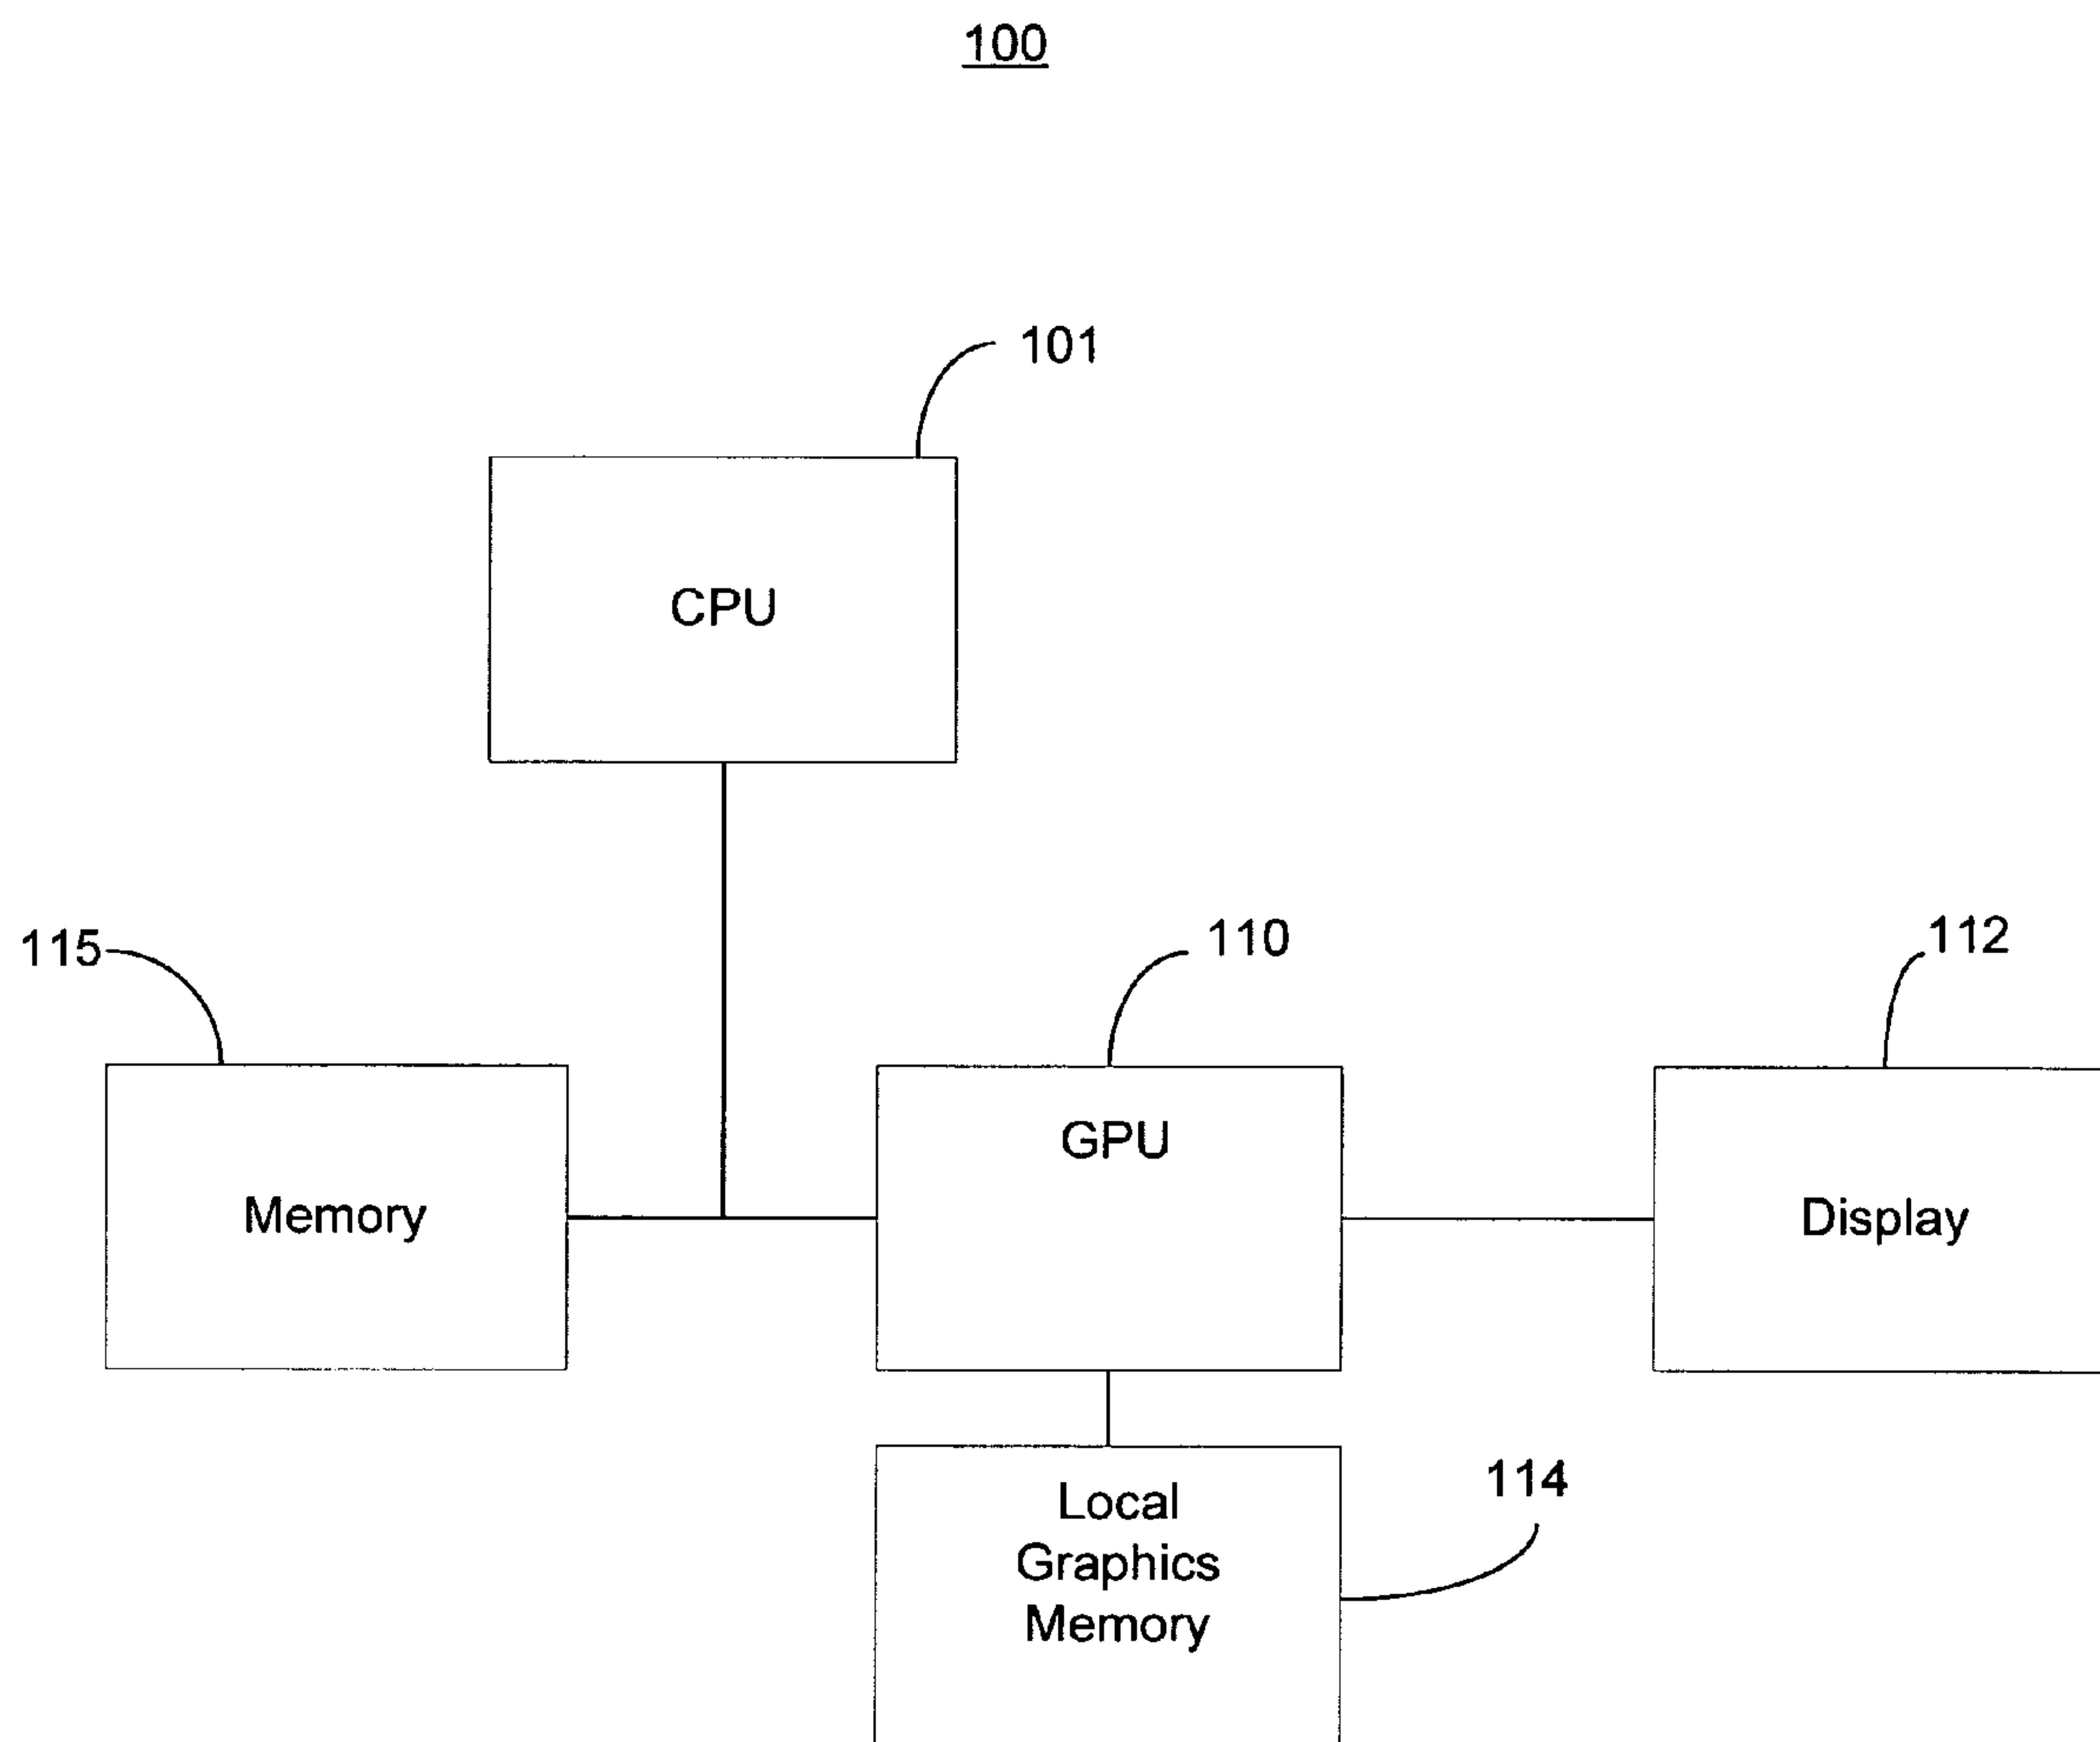 100
101
CPU
115
110
112
GPU
Memory
Display
Local
Graphics
Memory
114